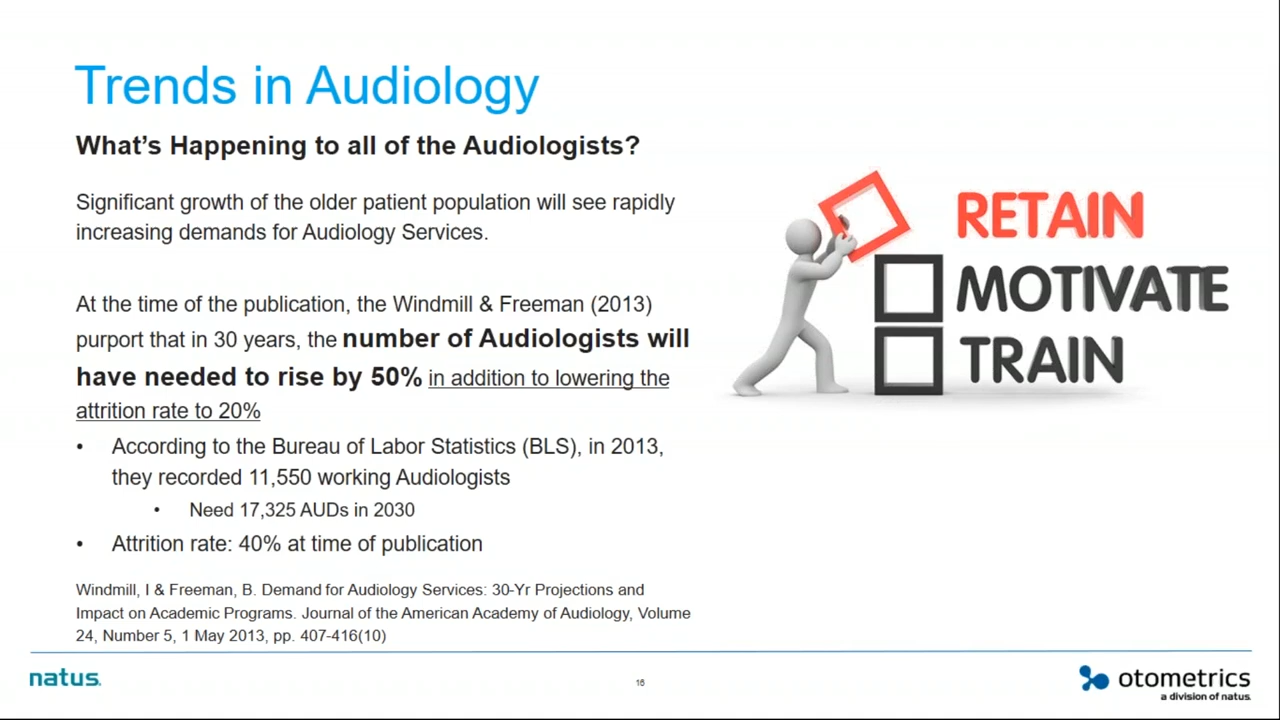 Trends in Audiology
What's Happening to all of the Audiologists?
Significant growth of the older patient population will see rapidly
increasing demands for Audiology Services.
At the time of the publication, the Windmill & Freeman (2013)
purport that in 30 years, the number of Audiologists will
have needed to rise by 50% in addition to lowering the
attrition rate to 20%
• According to the Bureau of Labor Statistics (BLS), in 2013,
they recorded 11,550 working Audiologists
• Need 17,325 AUDs in 2030
• Attrition rate: 40% at time of publication
Windmill, I & Freeman, B. Demand for Audiology Services: 30-Yr Projections and
Impact on Academic Programs. Journal of the American Academy of Audiology, Volume
24, Number 5, 1 May 2013, pp. 407-416(10)
RETAIN
MOTIVATE
TRAIN
natus.
16
otometrics
a division of natus.